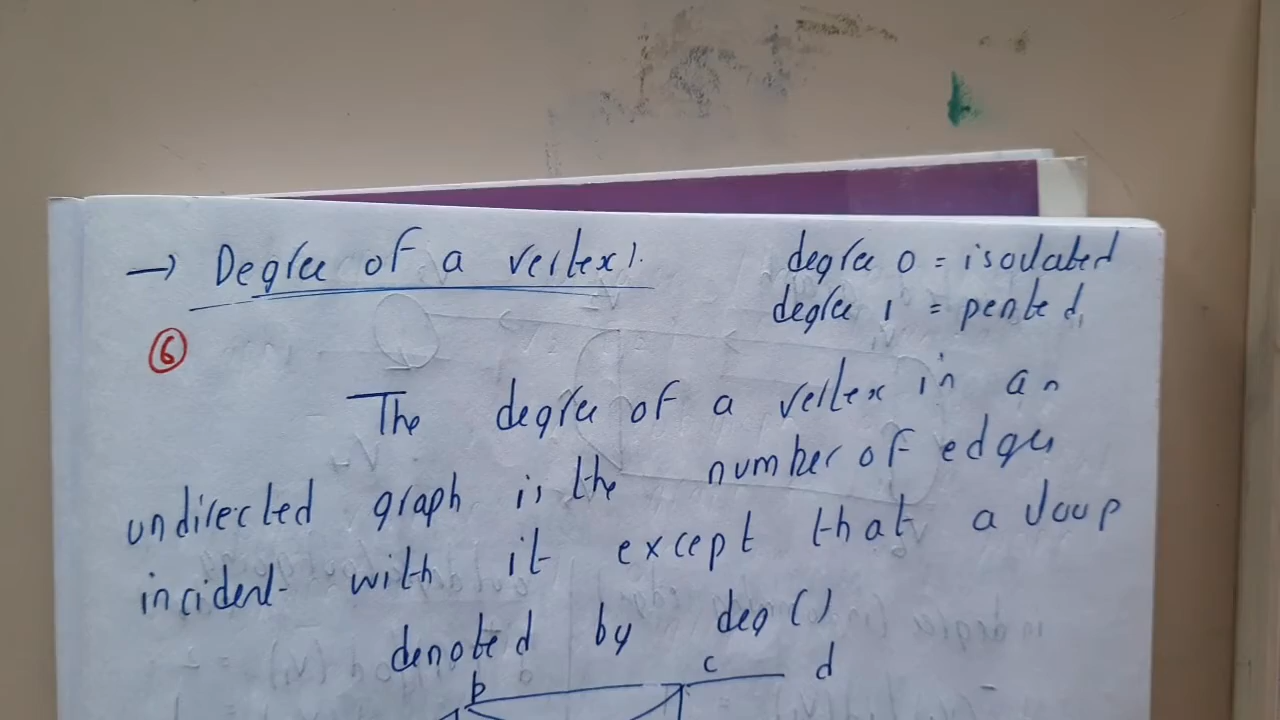 → Degree of a vertex:
degree 0 = isolated
degree 1 = pented
6
The degree of a vertex in an
undirected graph is the number of edges
incident with it except that a loop
denoted by deg()
b c d